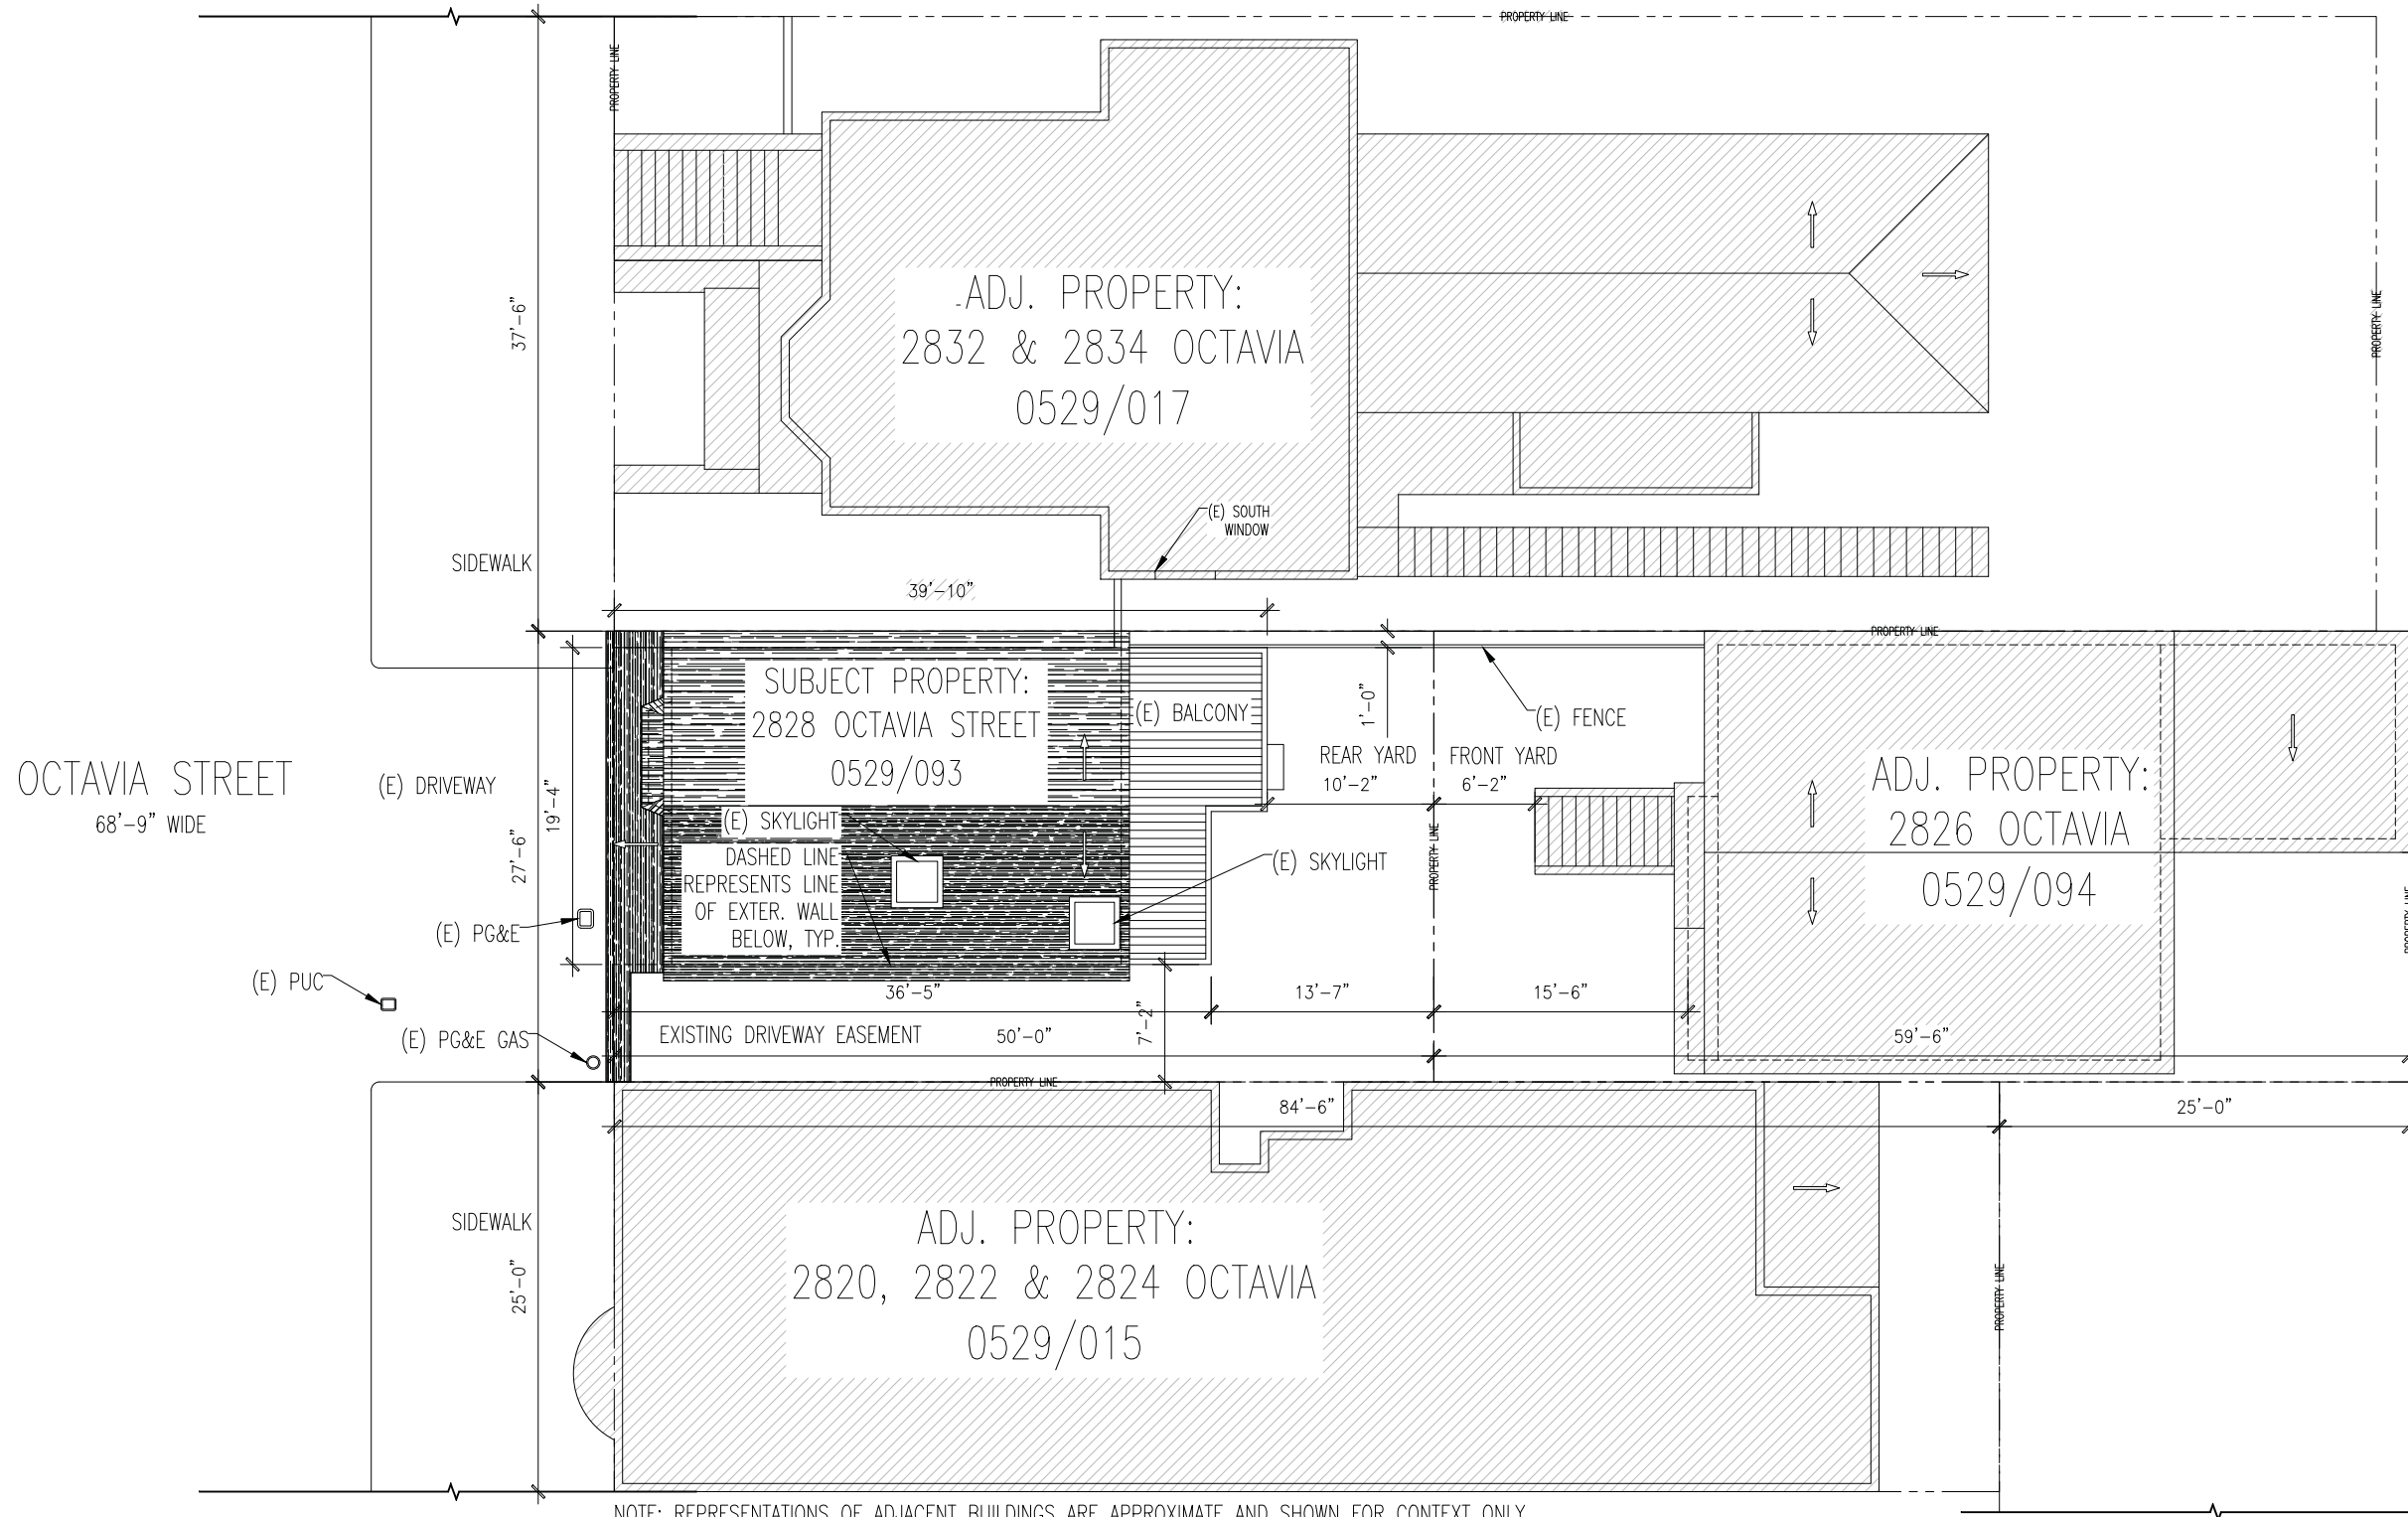 PROPERTY LINE
PROPERTY LINE
37'-6"
-ADJ. PROPERTY:
2832 & 2834 OCTAVIA
0529/017
PROPERTY LINE
(E) SOUTH
WINDOW
SIDEWALK
39'-10"
PROPERTY LINE
SUBJECT PROPERTY:
2828 OCTAVIA STREET
0529/093
(E) BALCONY
1'-0"
(E) FENCE
REAR YARD
10'-2"
FRONT YARD
6'-2"
OCTAVIA STREET
68'-9" WIDE
(E) DRIVEWAY
19'-4"
27'-6"
ADJ. PROPERTY:
2826 OCTAVIA
0529/094
(E) SKYLIGHT
DASHED LINE
REPRESENTS LINE
OF EXTER. WALL
BELOW, TYP.
(E) SKYLIGHT
PROPERTY LINE
PROPERTY LINE
(E) PG&E
(E) PUC
(E) PG&E GAS
36'-5"
13'-7"
15'-6"
EXISTING DRIVEWAY EASEMENT
50'-0"
7'-2"
59'-6"
PROPERTY LINE
84'-6"
25'-0"
SIDEWALK
25'-0"
ADJ. PROPERTY:
2820, 2822 & 2824 OCTAVIA
0529/015
PROPERTY LINE
NOTE: REPRESENTATIONS OF ADJACENT BUILDINGS ARE APPROXIMATE AND SHOWN FOR CONTEXT ONLY